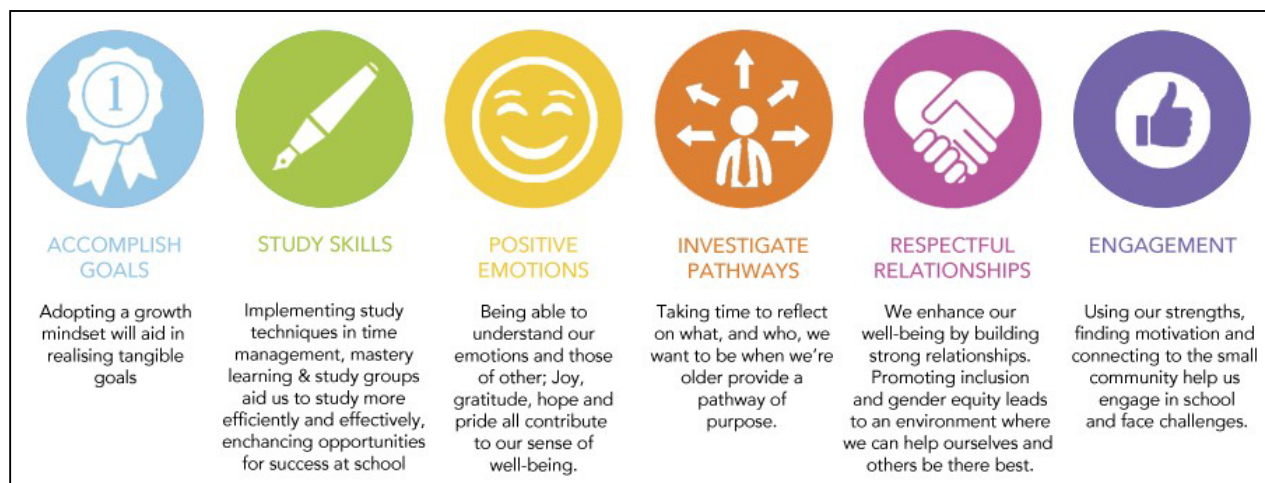 1
ACCOMPLISH
GOALS
Adopting a growth
mindset will aid in
realising tangible
goals
STUDY SKILLS
Implementing study
techniques in time
management, mastery
learning & study groups
aid us to study more
efficiently and effectively,
enchancing opportunities
for success at school
POSITIVE
EMOTIONS
Being able to
understand our
emotions and those
of other; Joy,
gratitude, hope and
pride all contribute
to our sense of
well-being.
INVESTIGATE
PATHWAYS
Taking time to reflect
on what, and who, we
want to be when we're
older provide a
pathway of
purpose.
RESPECTFUL
RELATIONSHIPS
We enhance our
well-being by building
strong relationships.
Promoting inclusion
and gender equity leads
to an environment where
we can help ourselves and
others be there best.
ENGAGEMENT
Using our strengths,
finding motivation and
connecting to the small
community help us
engage in school
and face challenges.